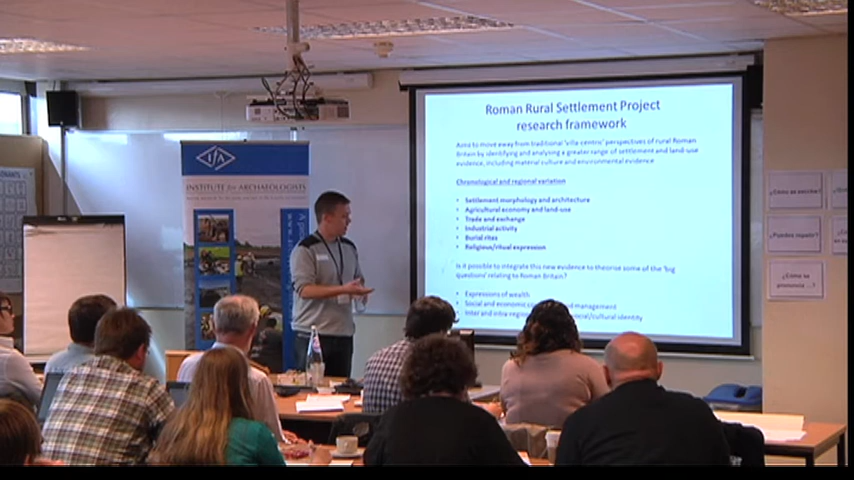 IfA
INSTITUTE for ARCHAEOLOGISTS
Roman Rural Settlement Project
research framework
Aims to move away from traditional 'villa-centric' perspectives of rural Roman
Britain by identifying and analysing a greater range of settlement and land-use
evidence, including material culture and environmental evidence
Chronological and regional variation
• Settlement morphology and architecture
• Agricultural economy and land-use
• Trade and exchange
• Industrial activity
• Burial rites
• Religious/ritual expression
Is it possible to integrate this new evidence to theorise some of the 'big
questions' relating to Roman Britain?
• Expressions of wealth
• Social and economic management
• Inter and intra-regional social/cultural identity
¿Cómo se escribe?
¿Puedes repetir?
¿Cómo se
pronuncia ...?